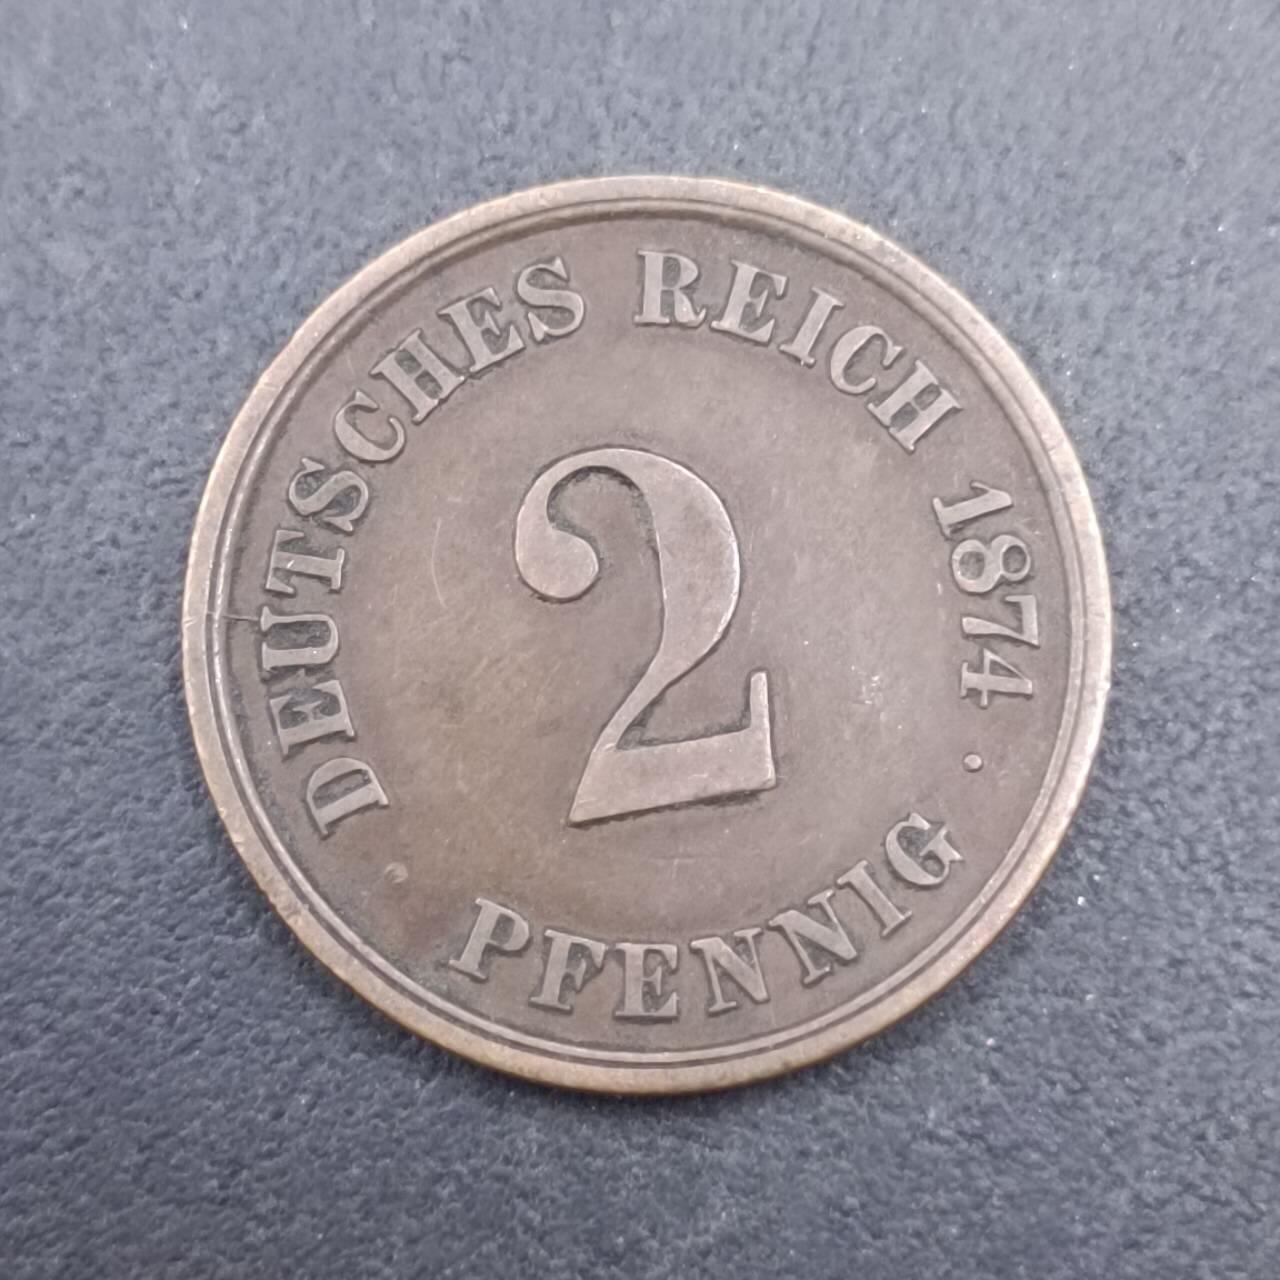 DEUTSCHES REICH 1874 ·
2
· PFENNIG